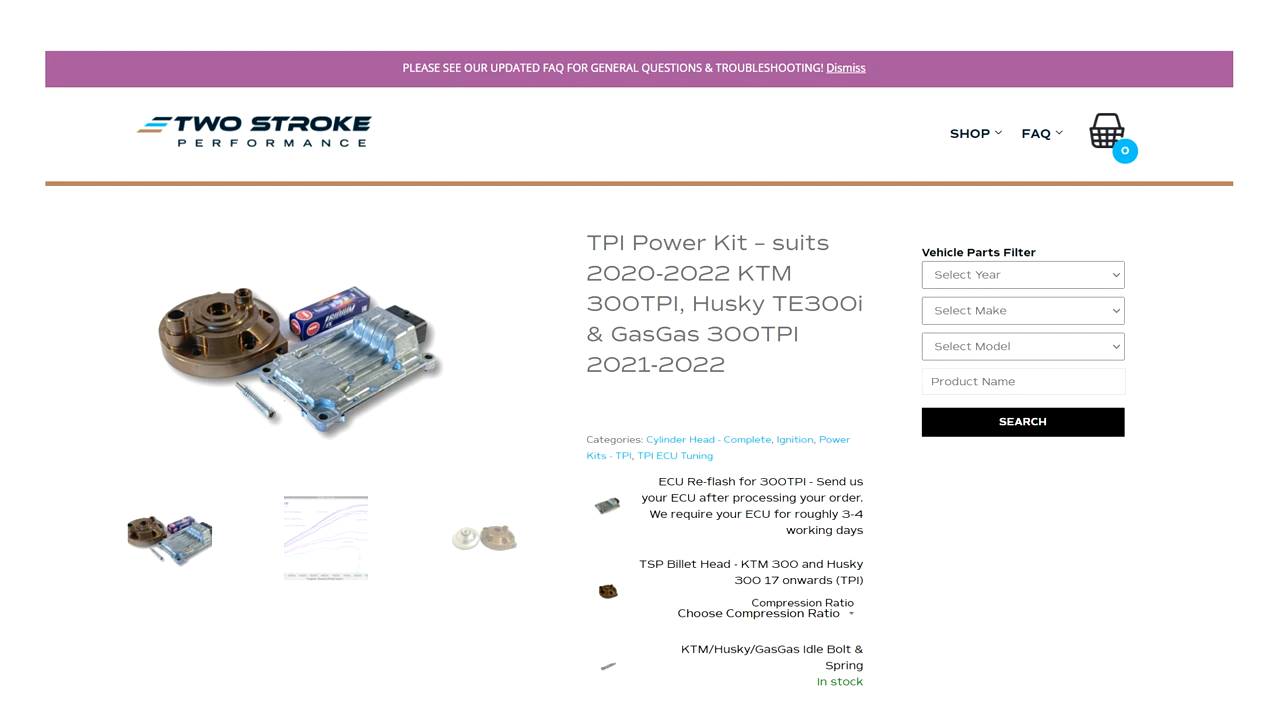 PLEASE SEE OUR UPDATED FAQ FOR GENERAL QUESTIONS & TROUBLESHOOTING! Dismiss
TWO STROKE
PERFORMANCE
SHOP
FAQ
0
TPI Power Kit – suits
2020-2022 KTM
300TPI, Husky TE300i
& GasGas 300TPI
2021-2022
Categories: Cylinder Head - Complete, Ignition, Power
Kits - TPI, TPI ECU Tuning
ECU Re-flash for 300TPI - Send us
your ECU after processing your order.
We require your ECU for roughly 3-4
working days
TSP Billet Head - KTM 300 and Husky
300 17 onwards (TPI)
Compression Ratio
Choose Compression Ratio
KTM/Husky/GasGas Idle Bolt &
Spring
In stock
Vehicle Parts Filter
Select Year
Select Make
Select Model
Product Name
SEARCH